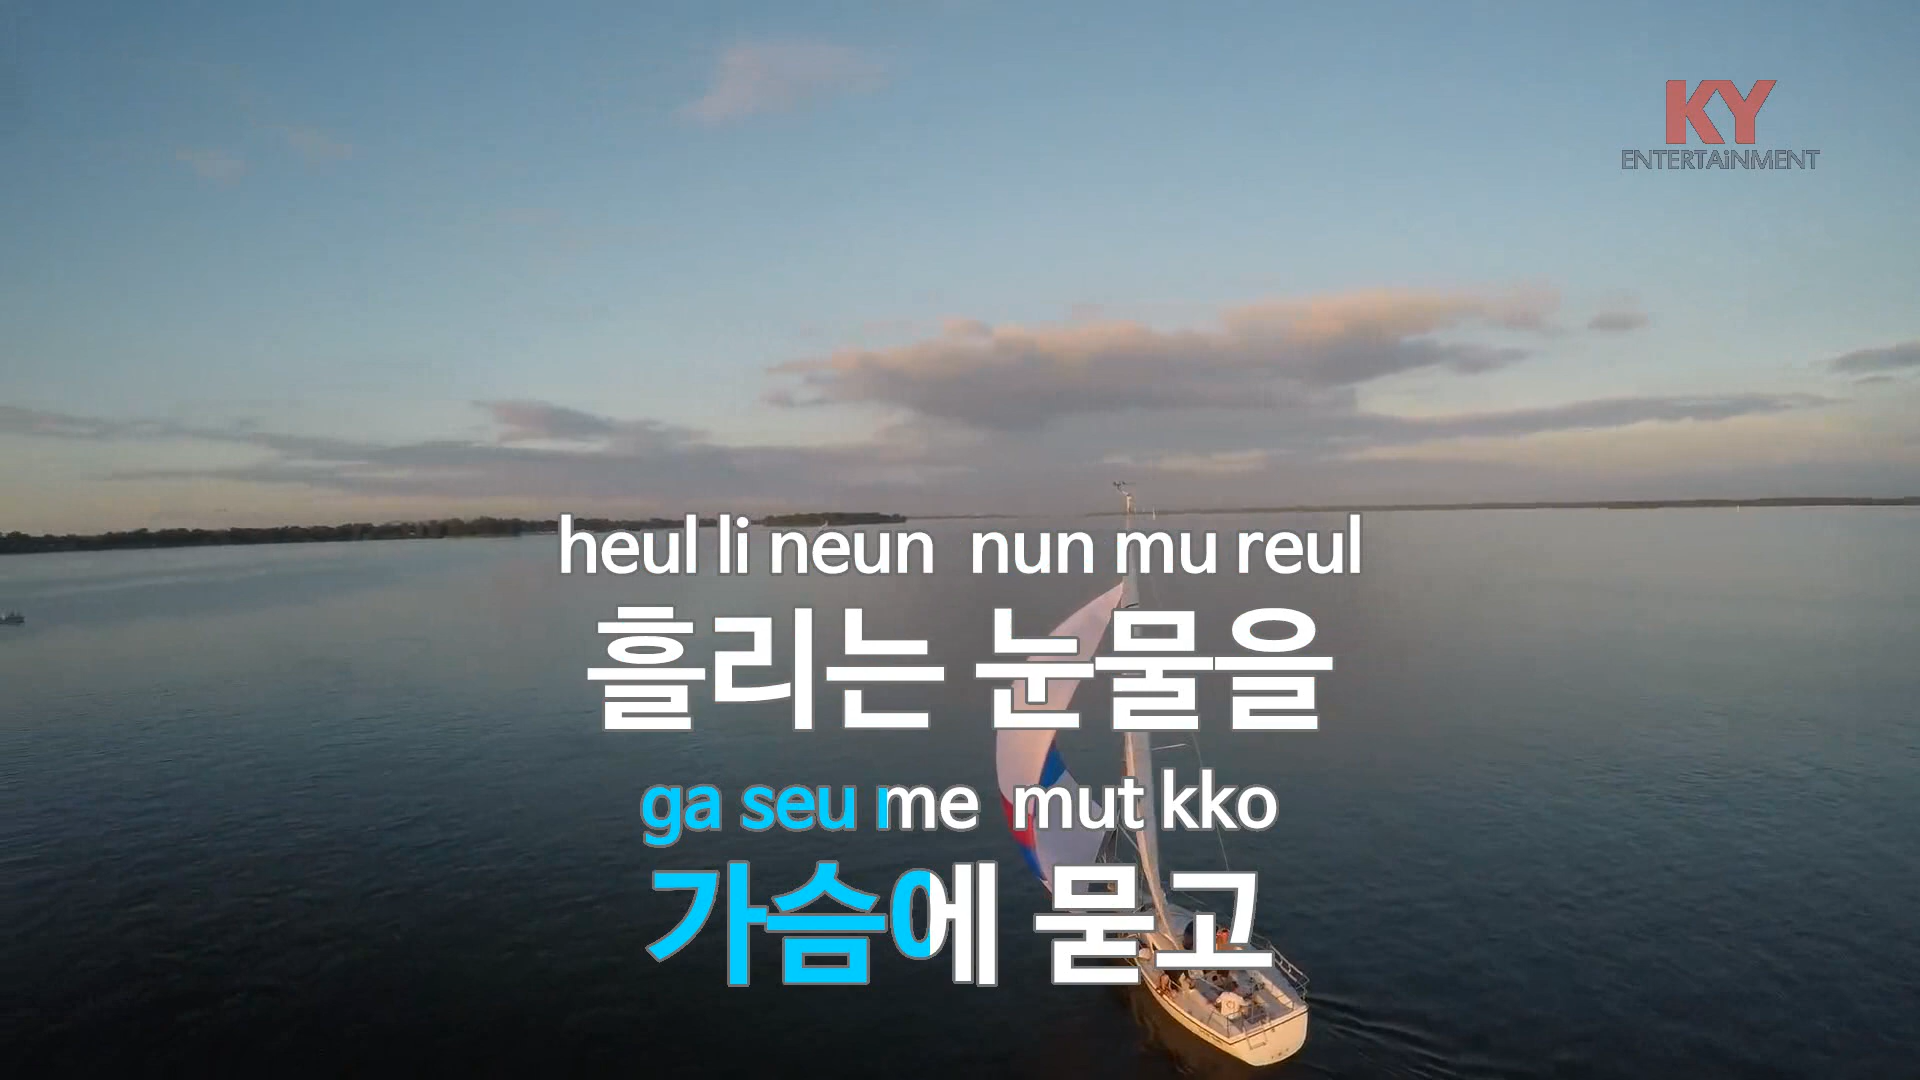 KY
ENTERTAiNMENT
heul li neun nun mu reul
흘리는 눈물을
ga seu me mut kko
가슴에 묻고